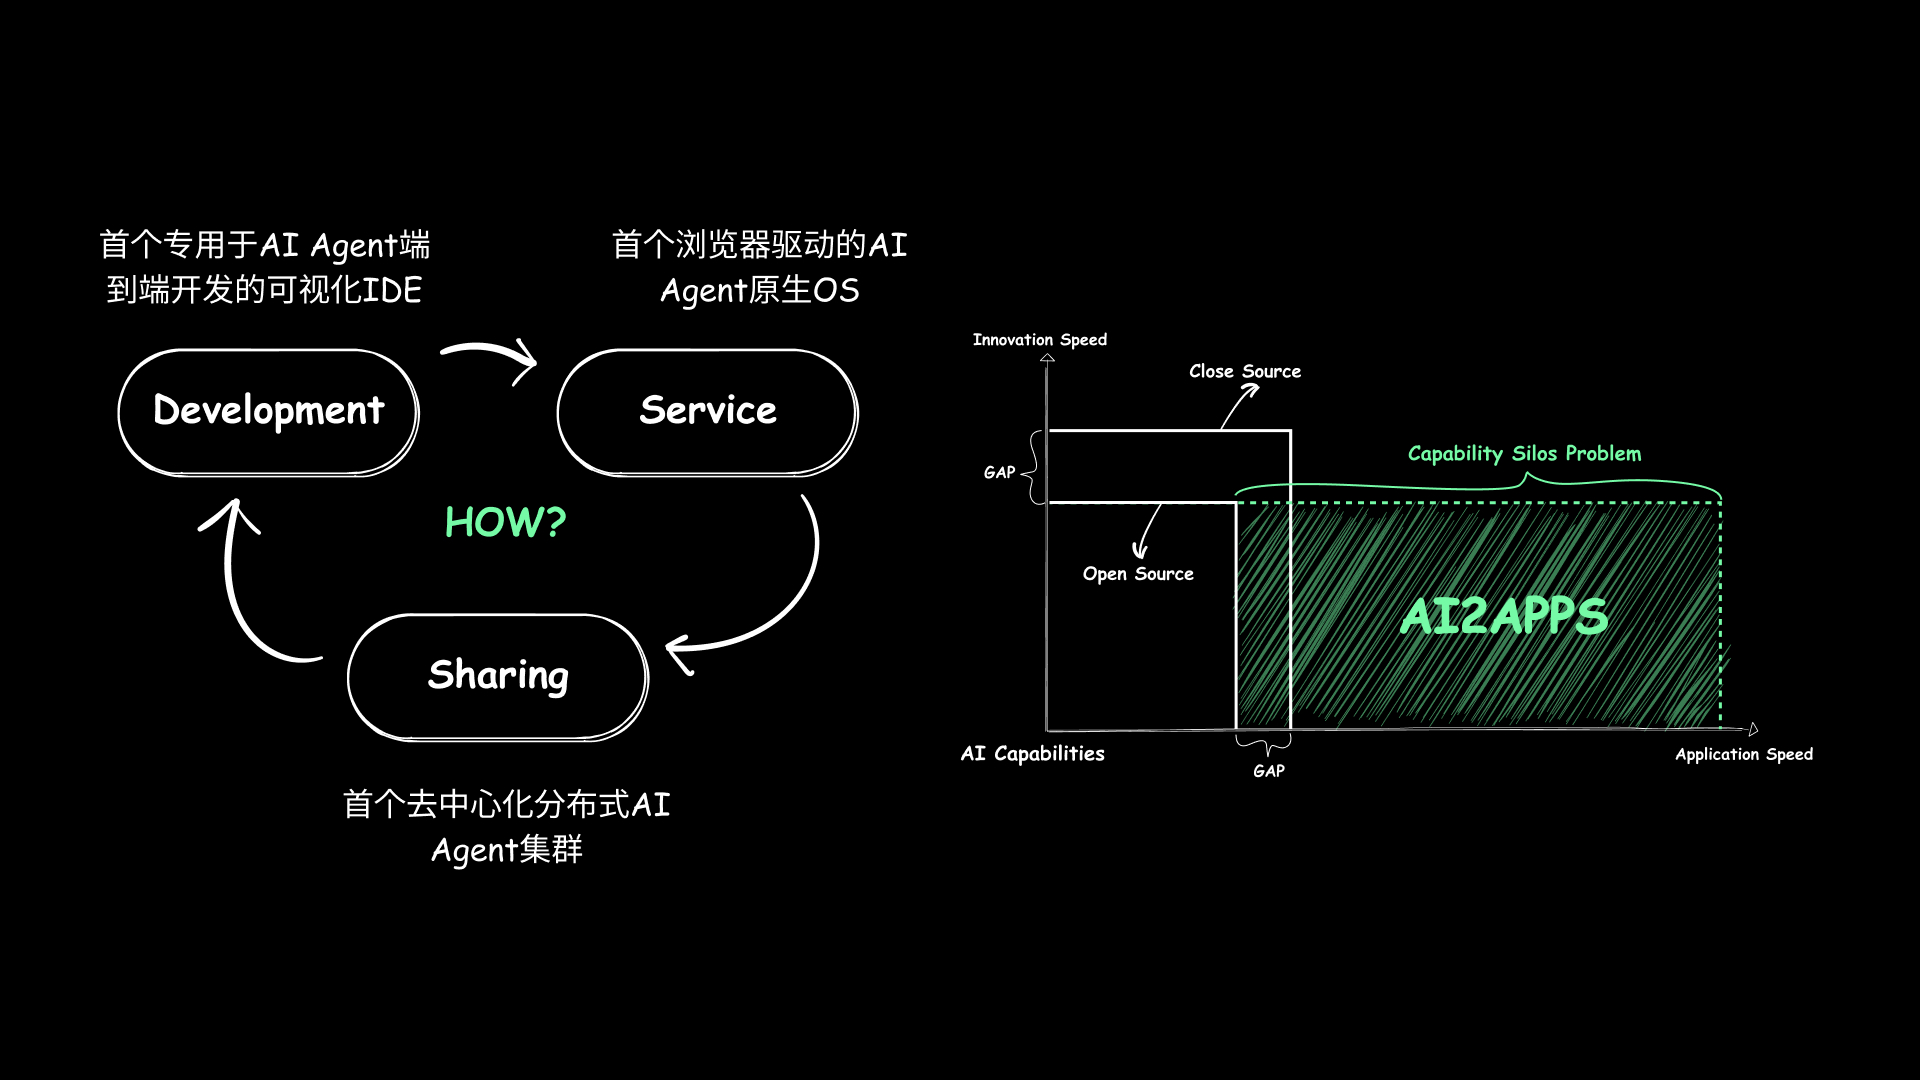 首个专用于AI Agent端
到端开发的可视化IDE
首个浏览器驱动的AI
Agent原生OS
Development
Service
HOW?
Sharing
首个去中心化分布式AI
Agent集群
Innovation Speed
Close Source
GAP
Capability Silos Problem
Open Source
AI2APPS
AI Capabilities
GAP
Application Speed